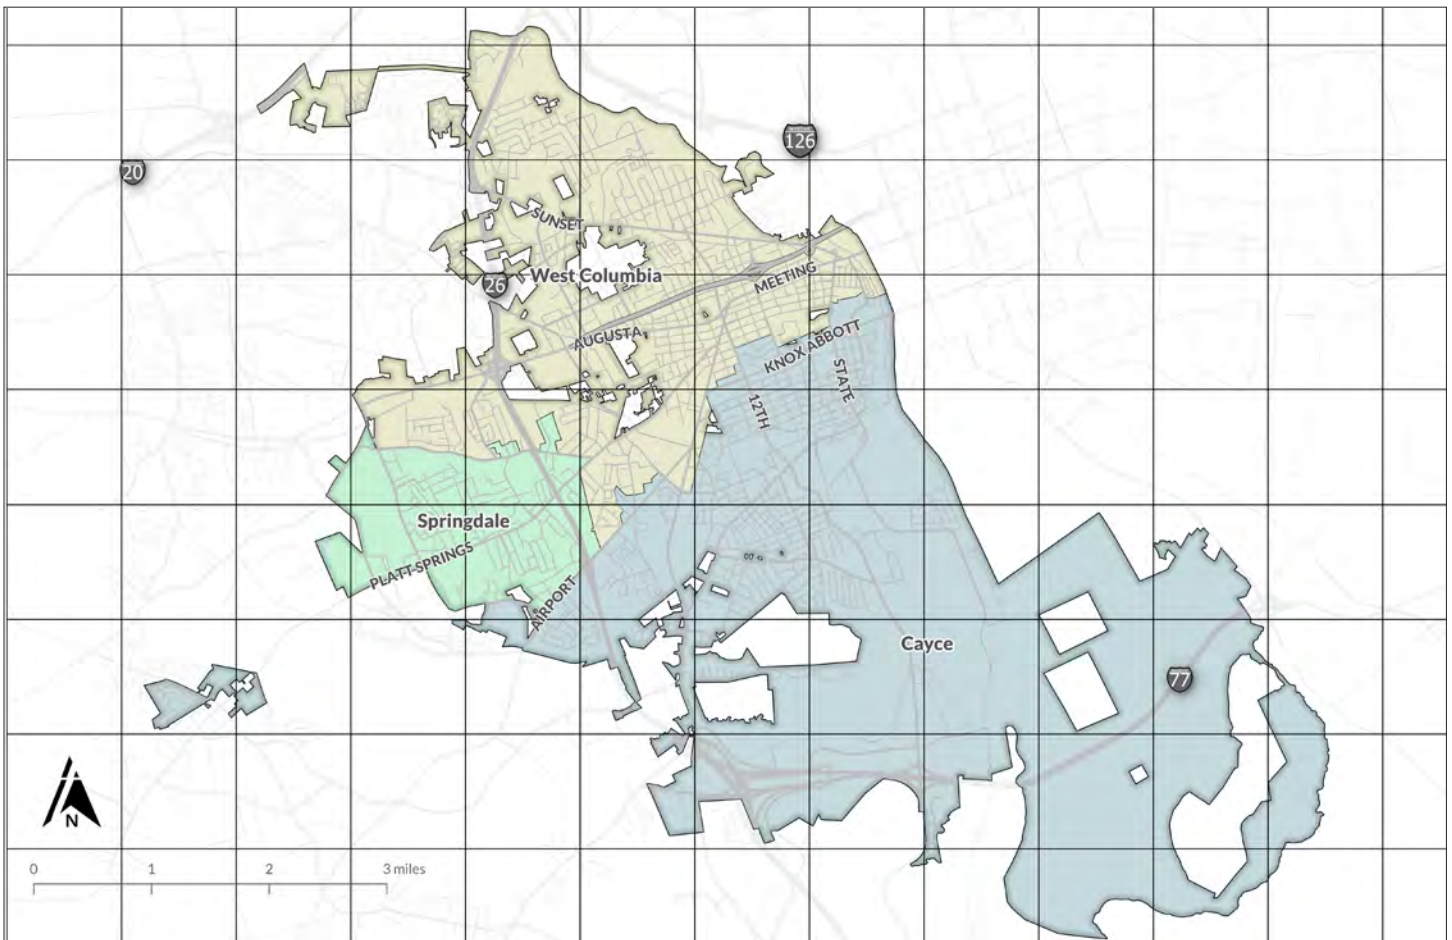 126
20
SUNSET
West Columbia
26
MEETING
AUGUSTA
KNOX ABBOTT
STATE
12TH
Springdale
PLATT SPRINGS
AIRPORT
Cayce
77
N
0 1 2 3 miles